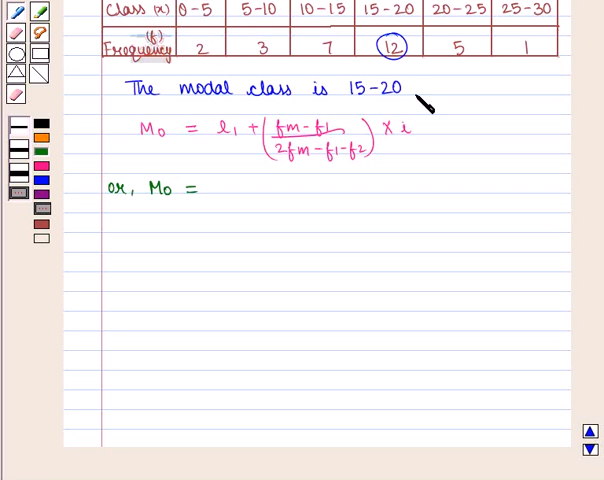 Class (x) 0-5 5-10 10-15 15-20 20-25 25-30
(f)
Frequency 2 3 7 12 5 1
The modal class is 15-20
Mo = l1 + (fm - f1 / 2fm - f1 - f2) × i
or, Mo =